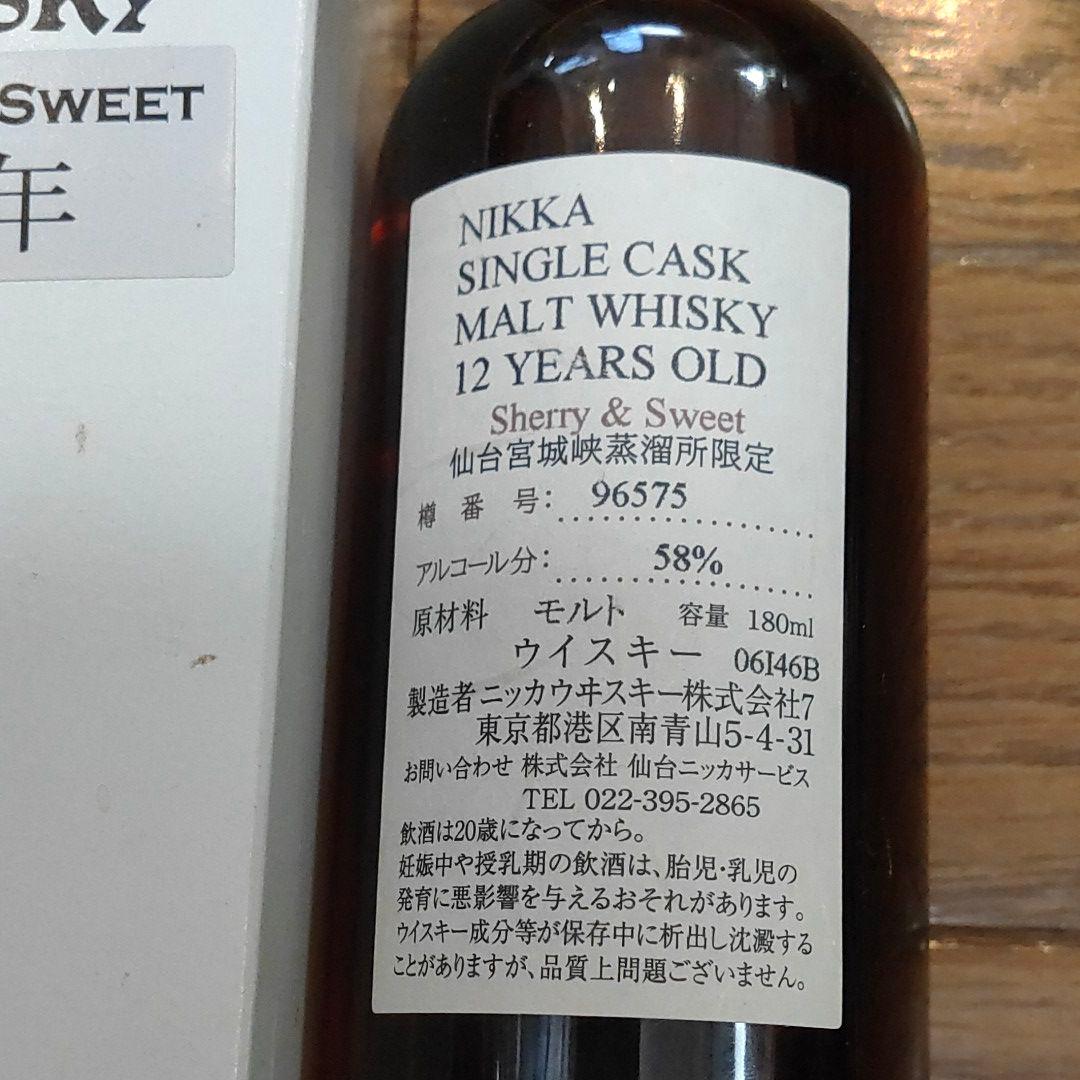 SKY
SWEET
年
NIKKA
SINGLE CASK
MALT WHISKY
12 YEARS OLD
Sherry & Sweet
仙台宮城峡蒸溜所限定
樽番号: 96575
アルコール分: 58%
原材料 モルト 容量 180ml
ウイスキー 06I46B
製造者ニッカウヰスキー株式会社7
東京都港区南青山5-4-31
お問い合わせ 株式会社 仙台ニッカサービス
TEL 022-395-2865
飲酒は20歳になってから。
妊娠中や授乳期の飲酒は、胎児・乳児の
発育に悪影響を与えるおそれがあります。
ウイスキー成分等が保存中に析出し沈澱する
ことがありますが、品質上問題ございません。